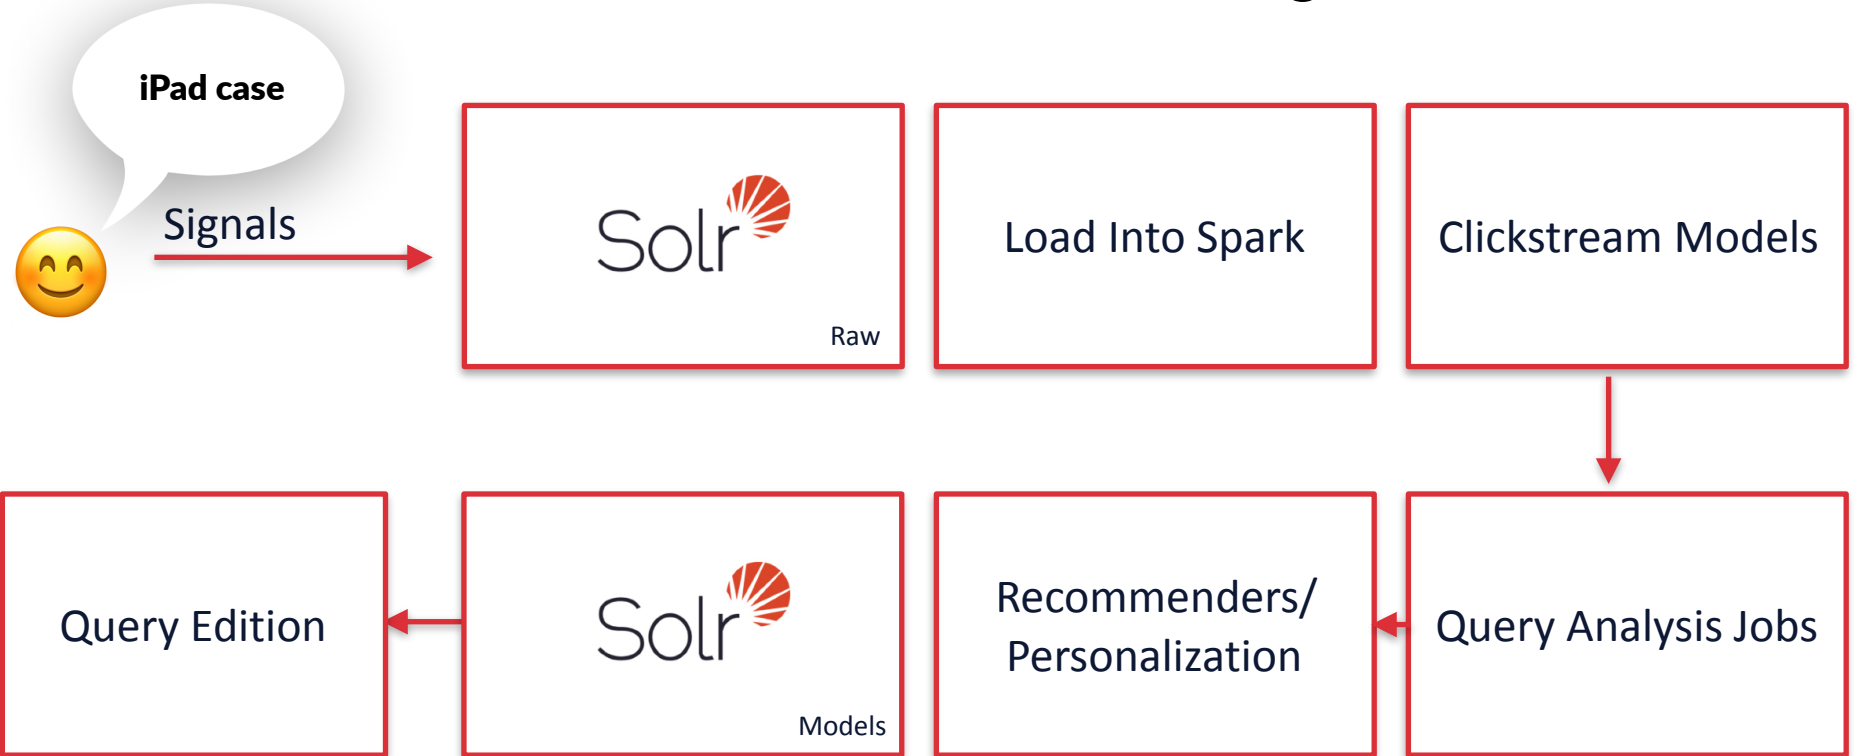 iPad case
Signals
Solr
Raw
Load Into Spark
Clickstream Models
Query Edition
Solr
Models
Recommenders/
Personalization
Query Analysis Jobs